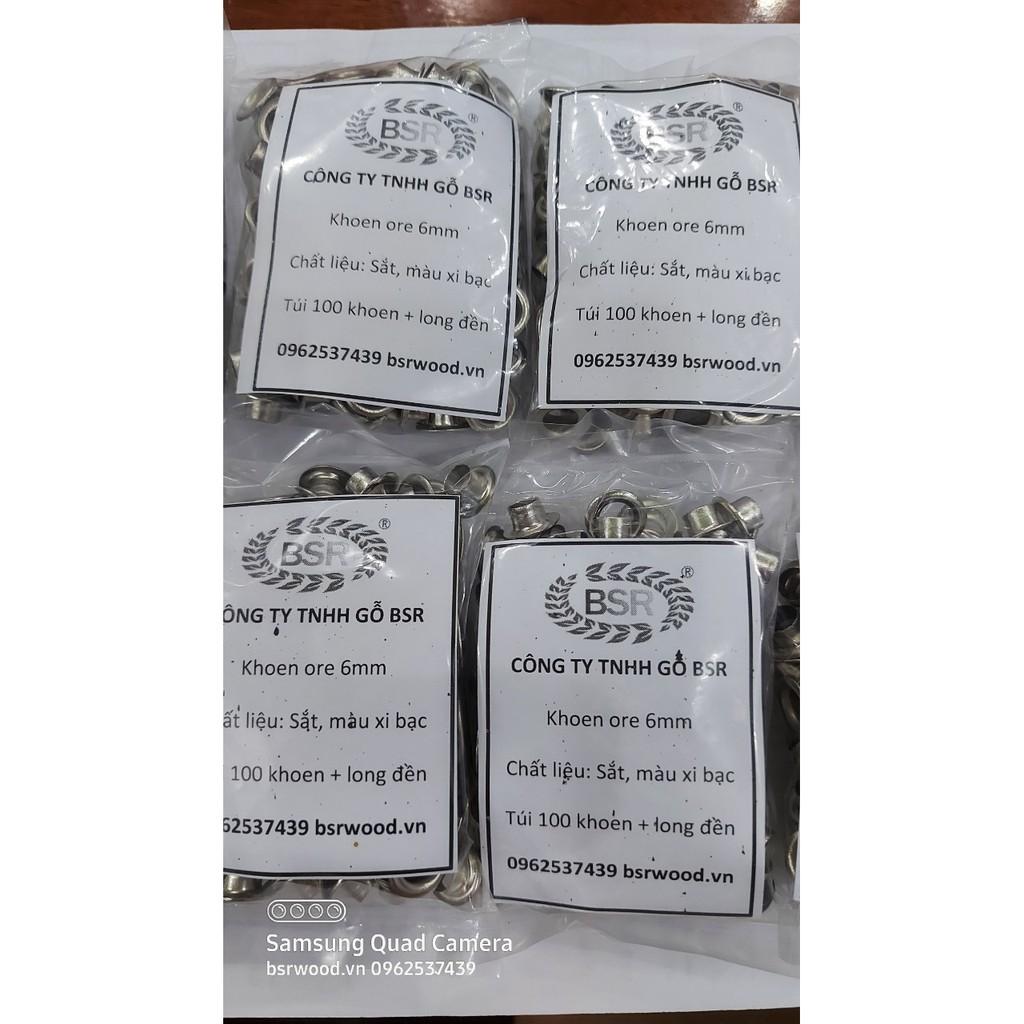 BSR ®
CÔNG TY TNHH GỖ BSR
Khoen ore 6mm
Chất liệu: Sắt, màu xi bạc
Túi 100 khoen + long đền
0962537439 bsrwood.vn
BSR ®
CÔNG TY TNHH GỖ BSR
Khoen ore 6mm
Chất liệu: Sắt, màu xi bạc
Túi 100 khoen + long đền
0962537439 bsrwood.vn
BSR ®
ÔNG TY TNHH GỖ BSR
Khoen ore 6mm
ất liệu: Sắt, màu xi bạc
100 khoen + long đền
62537439 bsrwood.vn
BSR ®
CÔNG TY TNHH GỖ BSR
Khoen ore 6mm
Chất liệu: Sắt, màu xi bạc
Túi 100 khoen + long đền
0962537439 bsrwood.vn
Samsung Quad Camera
bsrwood.vn 0962537439